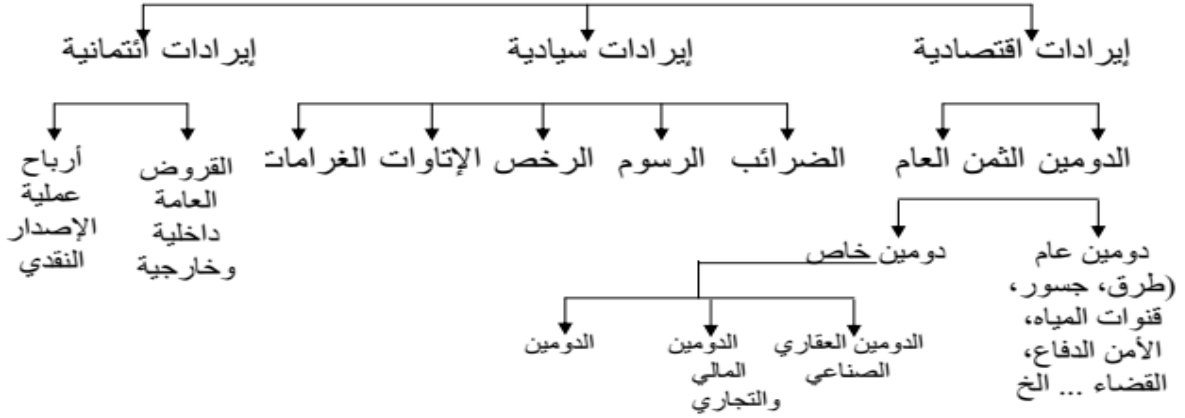 إيرادات اقتصادية إيرادات سيادية إيرادات ائتمانية
الدومين الثمن العام الضرائب الرسوم الرخص الإتاوات الغرامات
القروض
العامة
داخلية
وخارجية
أرباح
عملية
الإصدار
النقدي
دومين عام
(طرق، جسور،
قنوات المياه،
الأمن الدفاع،
القضاء ... الخ
دومين خاص
الدومين العقاري
الصناعي
الدومين
المالي
والتجاري
الدومين